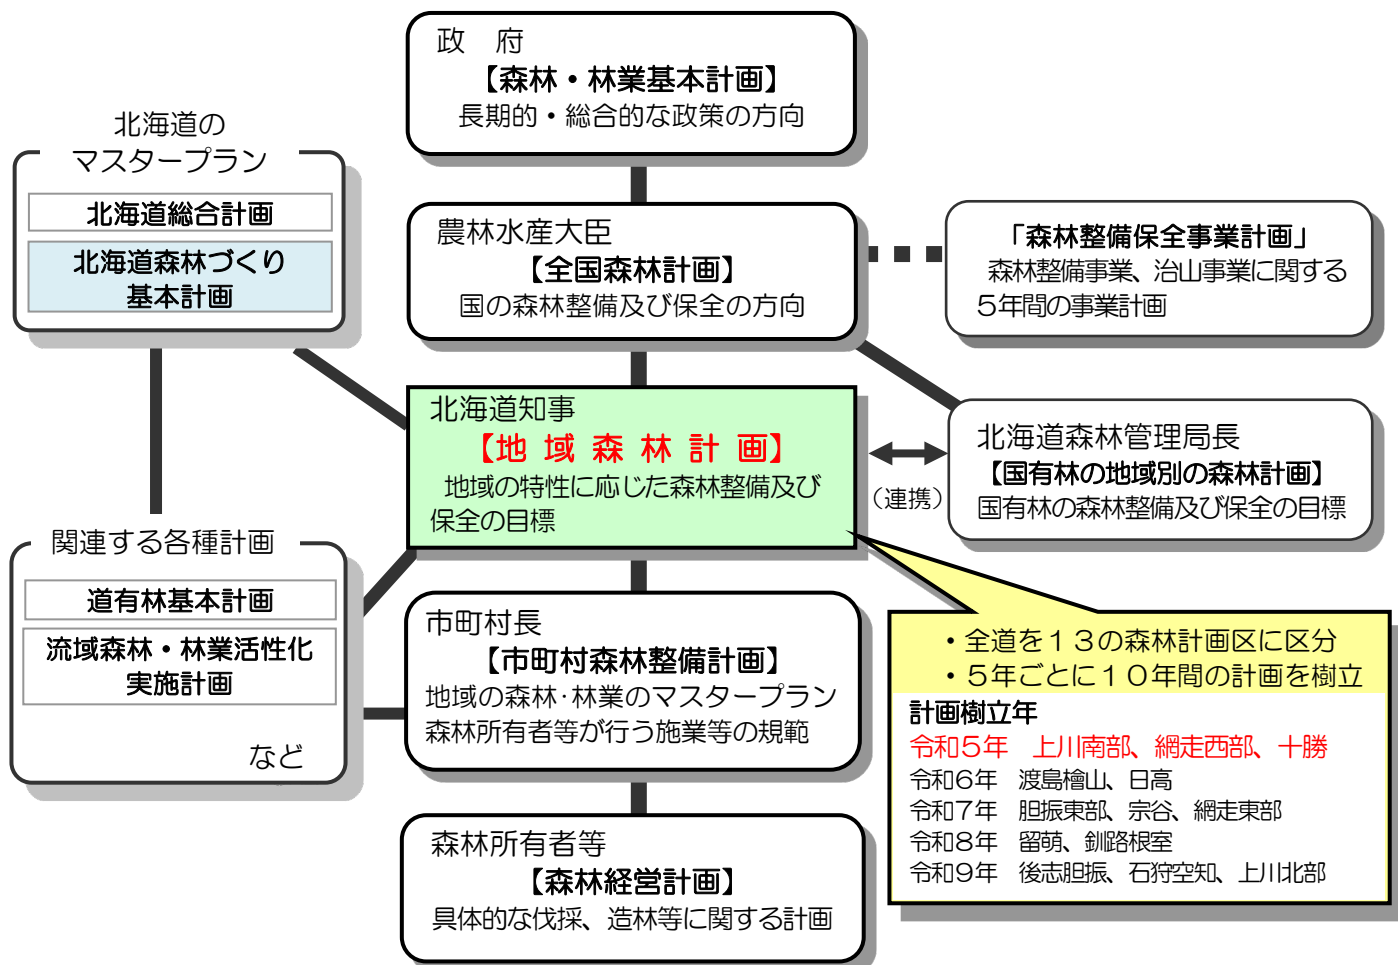 政　府
【森林・林業基本計画】
長期的・総合的な政策の方向
北海道の
マスタープラン
北海道総合計画
北海道森林づくり
基本計画
農林水産大臣
【全国森林計画】
国の森林整備及び保全の方向
「森林整備保全事業計画」
森林整備事業、治山事業に関する
５年間の事業計画
北海道知事
【地 域 森 林 計 画】
地域の特性に応じた森林整備及び
保全の目標
（連携）
北海道森林管理局長
【国有林の地域別の森林計画】
国有林の森林整備及び保全の目標
関連する各種計画
道有林基本計画
流域森林・林業活性化
実施計画
など
市町村長
【市町村森林整備計画】
地域の森林・林業のマスタープラン
森林所有者等が行う施業等の規範
・全道を１３の森林計画区に区分
・５年ごとに１０年間の計画を樹立
計画樹立年
令和５年　上川南部、網走西部、十勝
令和６年　渡島檜山、日高
令和７年　胆振東部、宗谷、網走東部
令和８年　留萌、釧路根室
令和９年　後志胆振、石狩空知、上川北部
森林所有者等
【森林経営計画】
具体的な伐採、造林等に関する計画